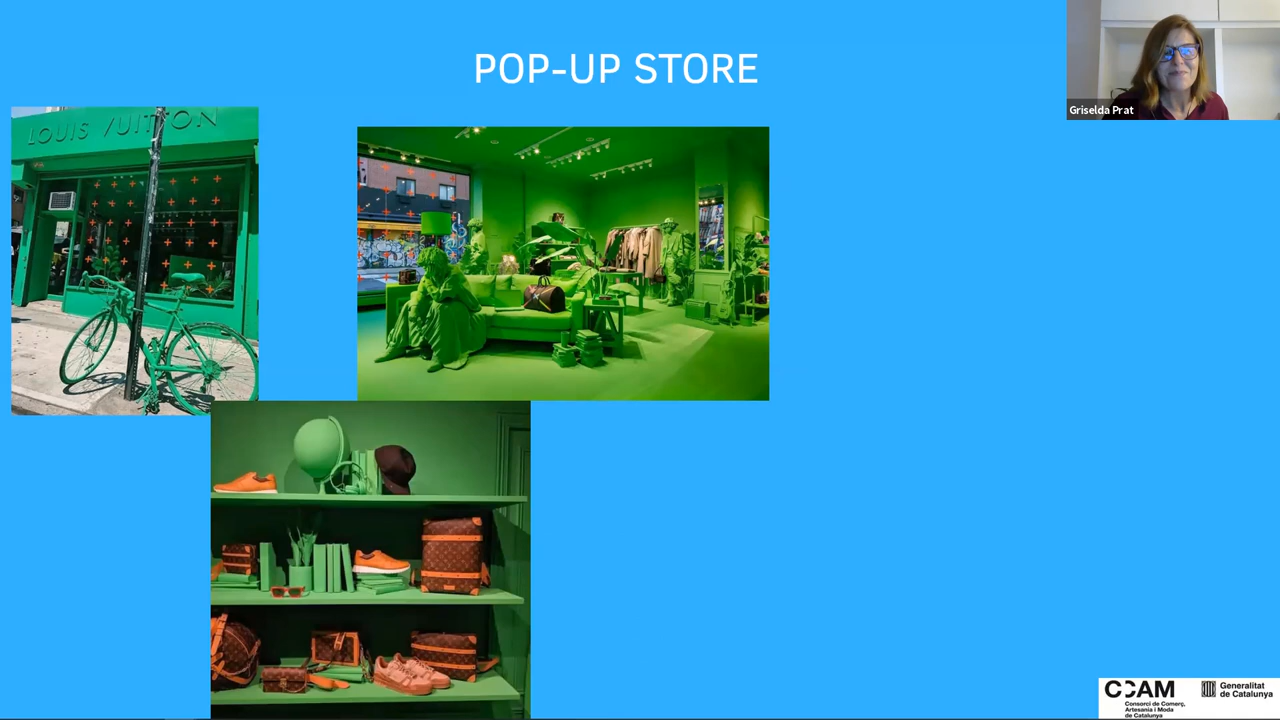 POP-UP STORE
Griselda Prat
LOUIS VUITTON
CCAM
Consorci de Comerç,
Artesania i Moda
de Catalunya
Generalitat
de Catalunya